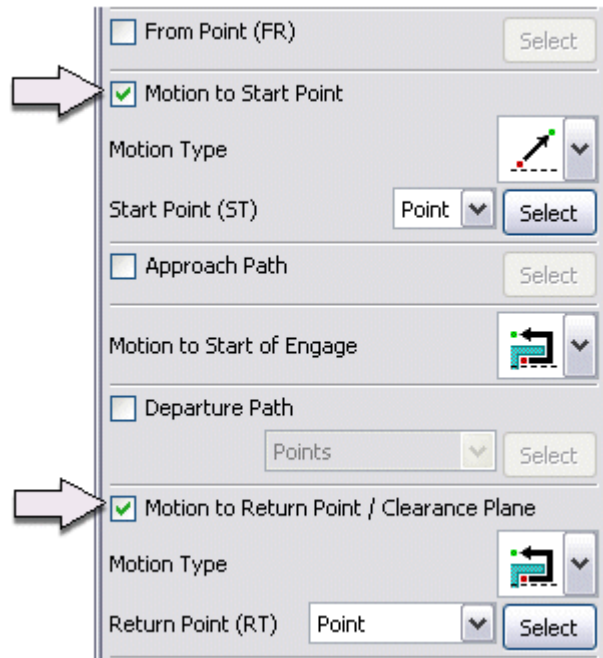 From Point (FR) Select
Motion to Start Point
Motion Type
Start Point (ST) Point Select
Approach Path Select
Motion to Start of Engage
Departure Path
Points Select
Motion to Return Point / Clearance Plane
Motion Type
Return Point (RT) Point Select